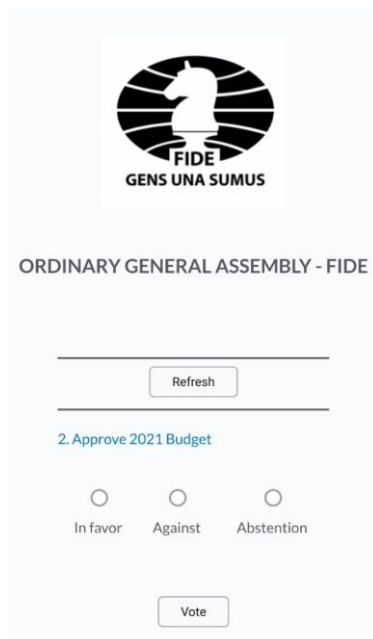 FIDE
GENS UNA SUMUS
ORDINARY GENERAL ASSEMBLY - FIDE
Refresh
2. Approve 2021 Budget
In favor Against Abstention
Vote